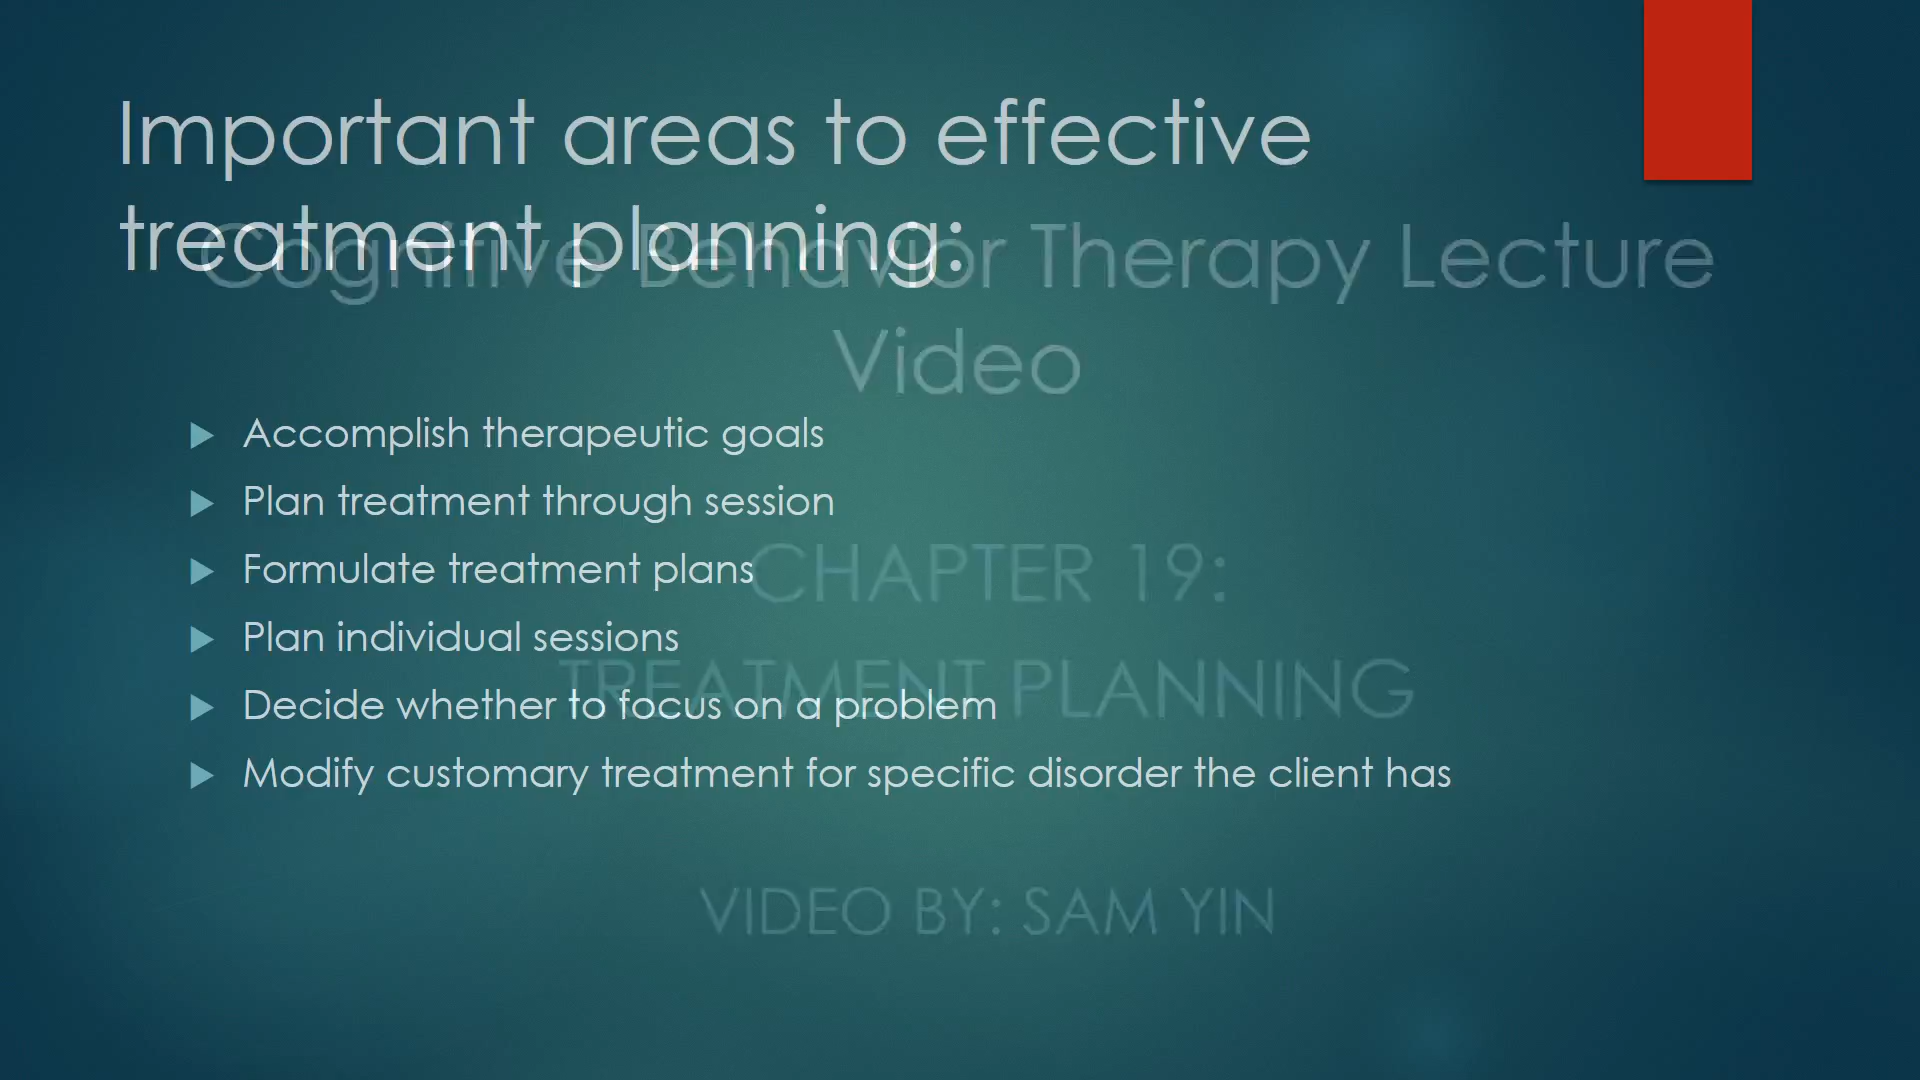 Important areas to effective
treatment planning:
Cognitive Behavior Therapy Lecture
Video
Accomplish therapeutic goals
Plan treatment through session
Formulate treatment plans
CHAPTER 19:
Plan individual sessions
TREATMENT PLANNING
Decide whether to focus on a problem
Modify customary treatment for specific disorder the client has
VIDEO BY: SAM YIN